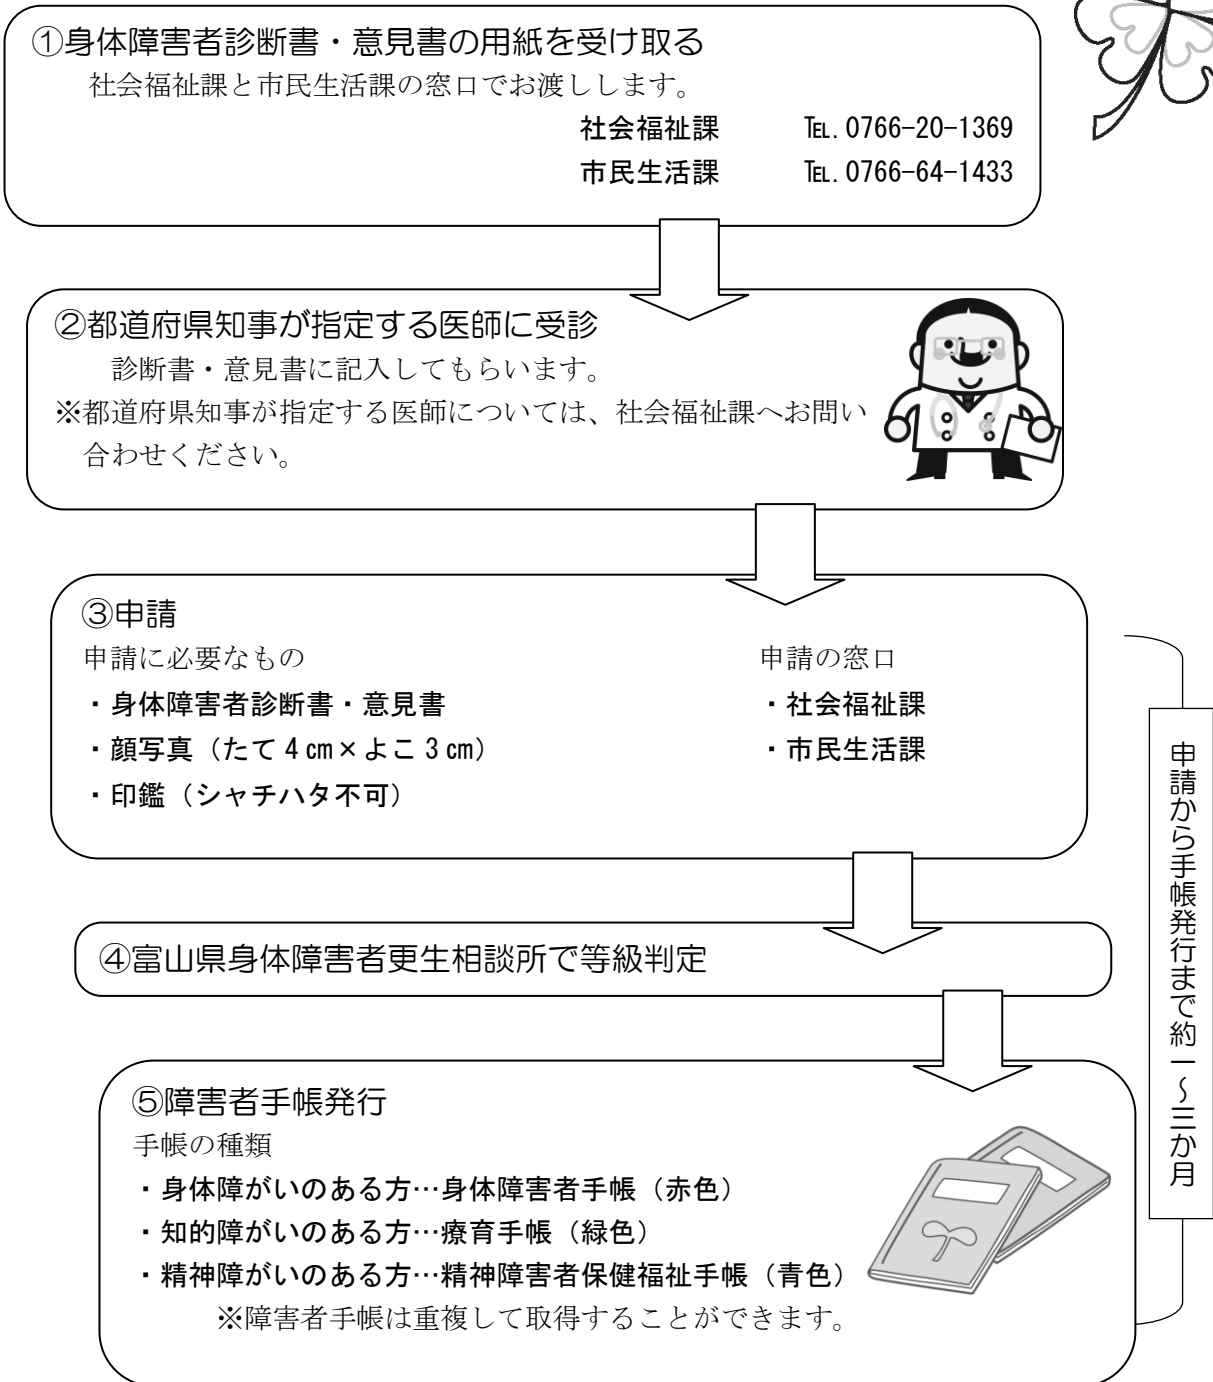 ①身体障害者診断書・意見書の用紙を受け取る
社会福祉課と市民生活課の窓口でお渡しします。
社会福祉課 ℡.0766-20-1369
市民生活課 ℡.0766-64-1433
②都道府県知事が指定する医師に受診
診断書・意見書に記入してもらいます。
※都道府県知事が指定する医師については、社会福祉課へお問い
合わせください。
③申請
申請に必要なもの
・身体障害者診断書・意見書
・顔写真（たて４㎝×よこ３㎝）
・印鑑（シャチハタ不可）
申請の窓口
・社会福祉課
・市民生活課
④富山県身体障害者更生相談所で等級判定
⑤障害者手帳発行
手帳の種類
・身体障がいのある方…身体障害者手帳（赤色）
・知的障がいのある方…療育手帳（緑色）
・精神障がいのある方…精神障害者保健福祉手帳（青色）
※障害者手帳は重複して取得することができます。
申請から手帳発行まで約一～三か月